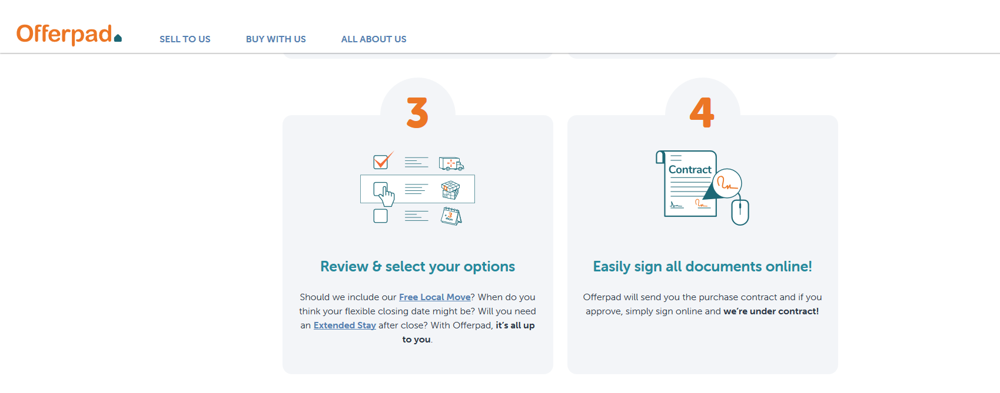 Offerpad
SELL TO US
BUY WITH US
ALL ABOUT US
3
+ 3
days
Review & select your options
Should we include our Free Local Move? When do you
think your flexible closing date might be? Will you need
an Extended Stay after close? With Offerpad, it’s all up
to you.
4
Contract
Easily sign all documents online!
Offerpad will send you the purchase contract and if you
approve, simply sign online and we’re under contract!